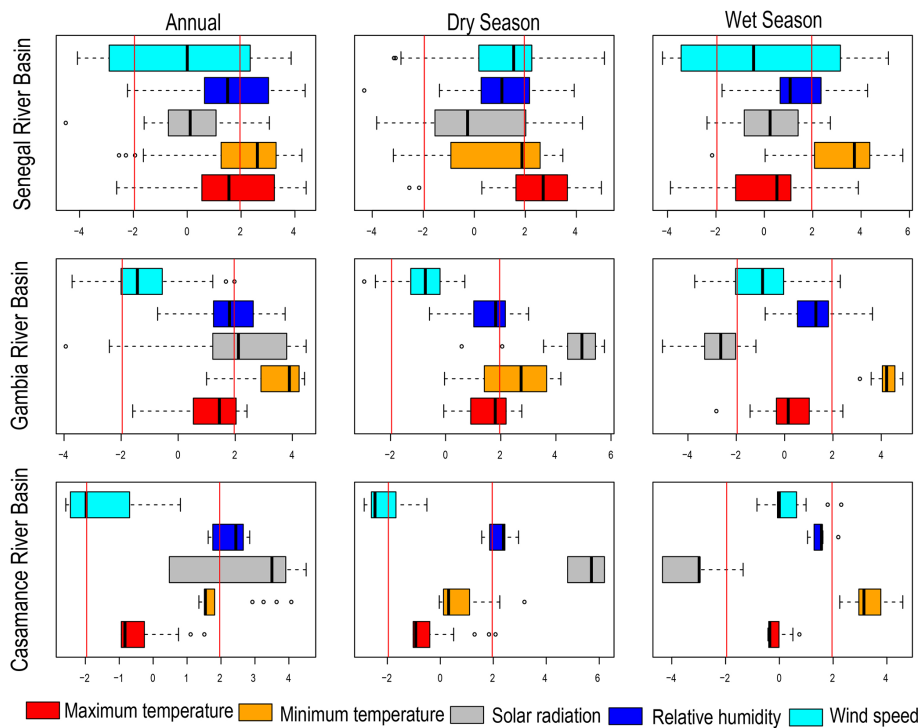 Annual Dry Season Wet Season
Senegal River Basin
−4 −2 0 2 4
−4 −2 0 2 4
−4 −2 0 2 4 6
Gambia River Basin
−4 −2 0 2 4
−2 0 2 4
−4 −2 0 2 4
Casamance River Basin
−2 −1 0 1 2 3 4
−2 0 2 4 6
−4 −2 0 2 4
Maximum temperature Minimum temperature Solar radiation Relative humidity Wind speed